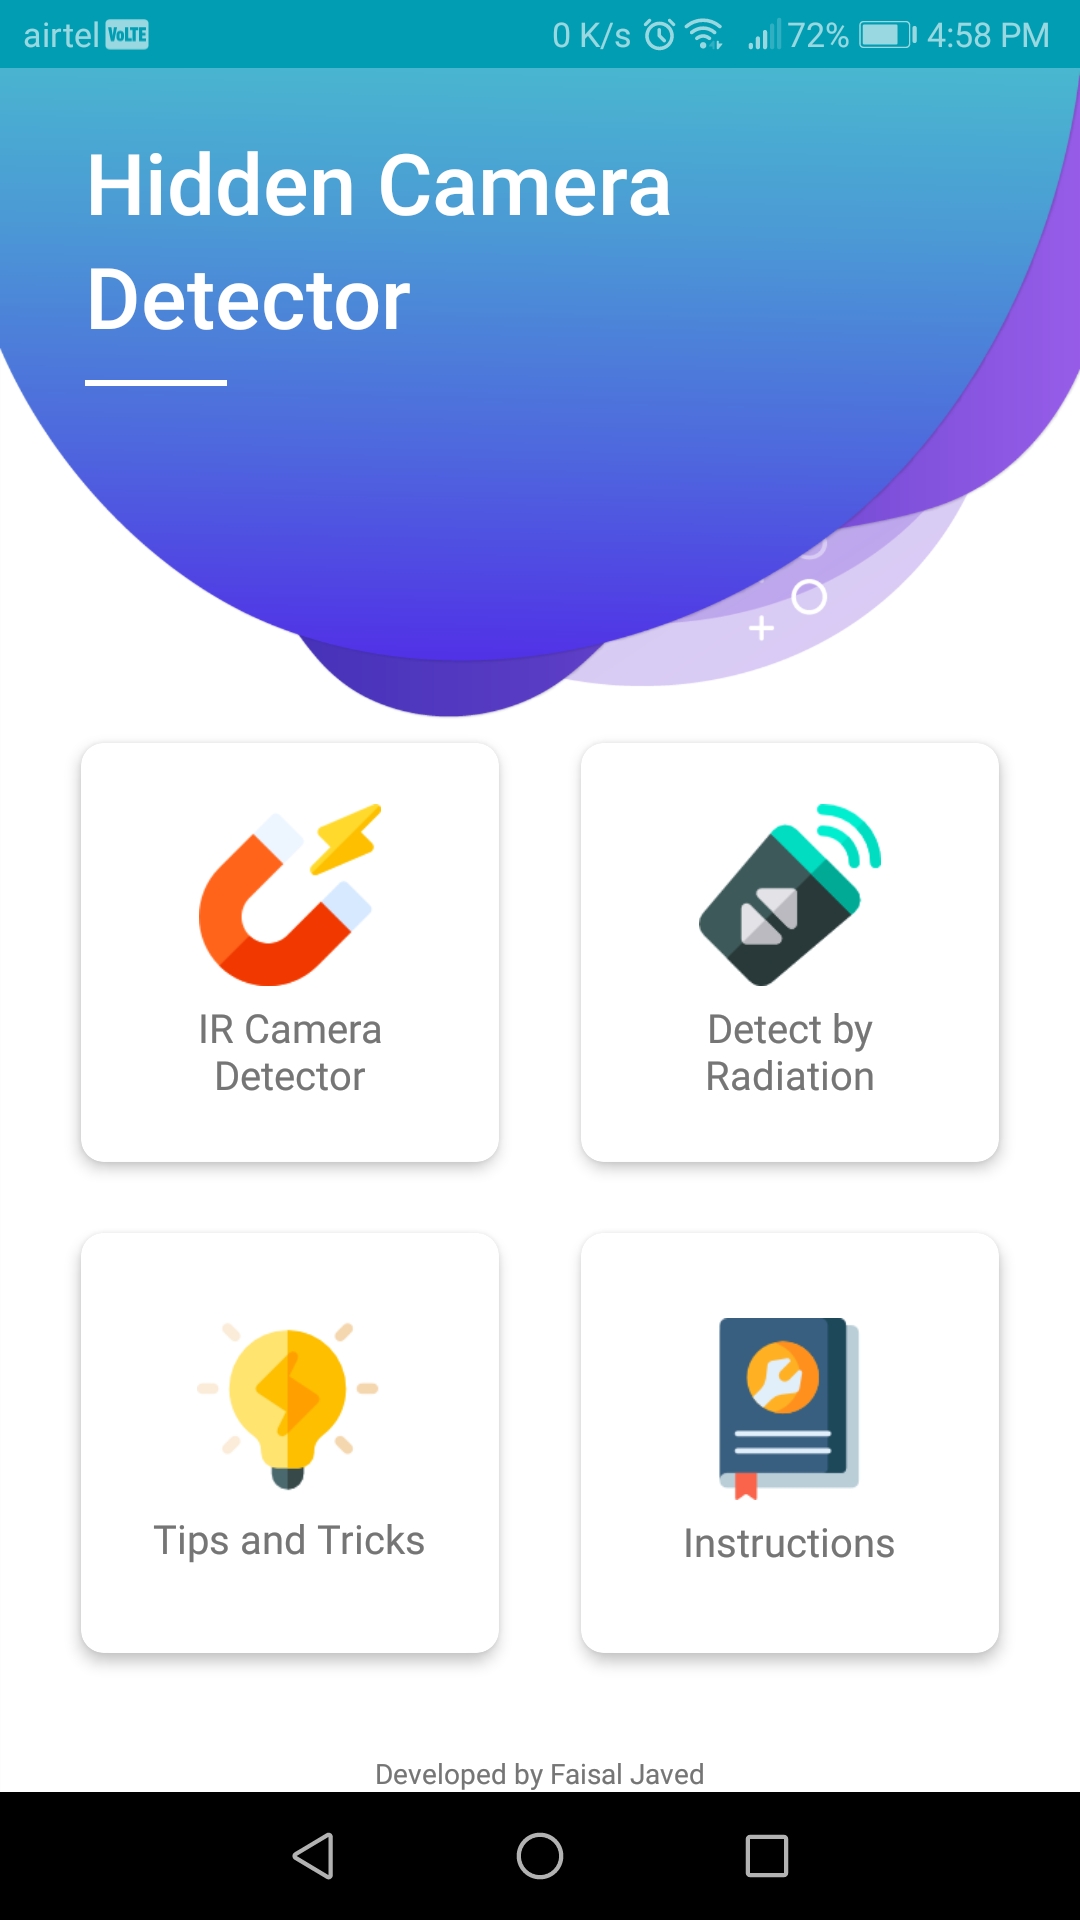 airtel VoLTE 0 K/s 72% 4:58 PM
Hidden Camera
Detector
IR Camera
Detector
Detect by
Radiation
Tips and Tricks
Instructions
Developed by Faisal Javed